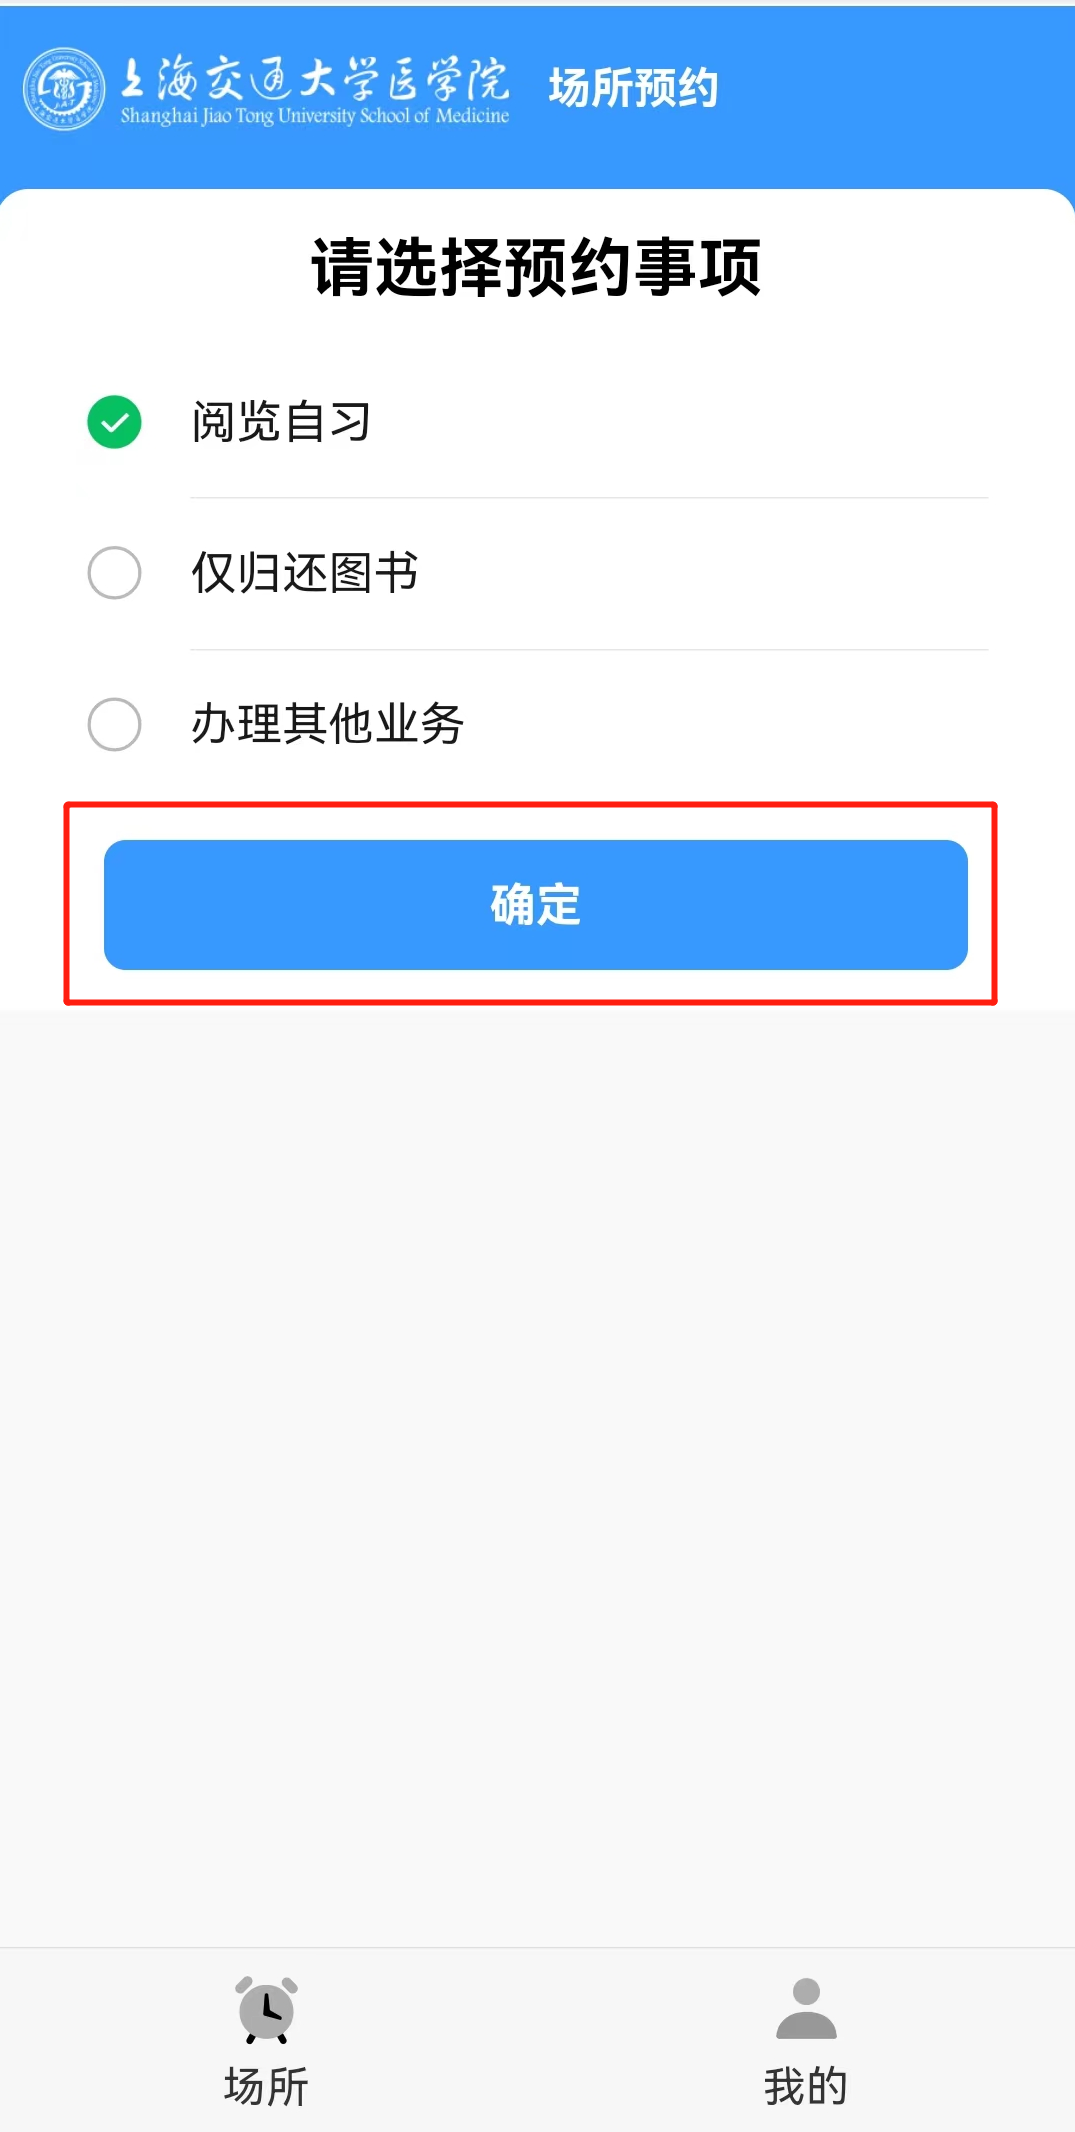 上海交通大学医学院 场所预约
Shanghai Jiao Tong University School of Medicine
请选择预约事项
阅览自习
仅归还图书
办理其他业务
确定
场所 我的